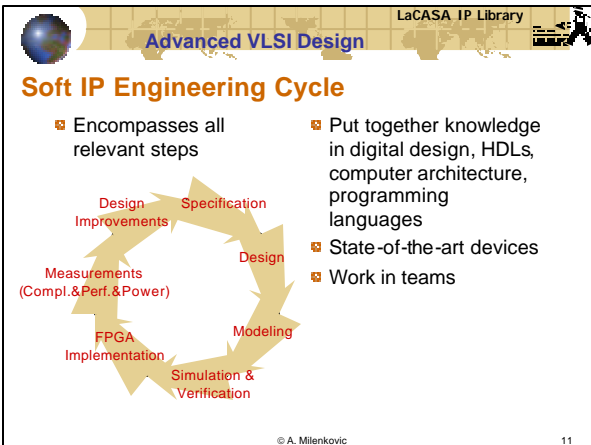 LaCASA IP Library
Advanced VLSI Design
Soft IP Engineering Cycle
Encompasses all
relevant steps
Design
Improvements
Specification
Design
Measurements
(Compl.&Perf.&Power)
Modeling
FPGA
Implementation
Simulation &
Verification
Put together knowledge
in digital design, HDLs,
computer architecture,
programming
languages
State-of-the-art devices
Work in teams
© A. Milenkovic
11